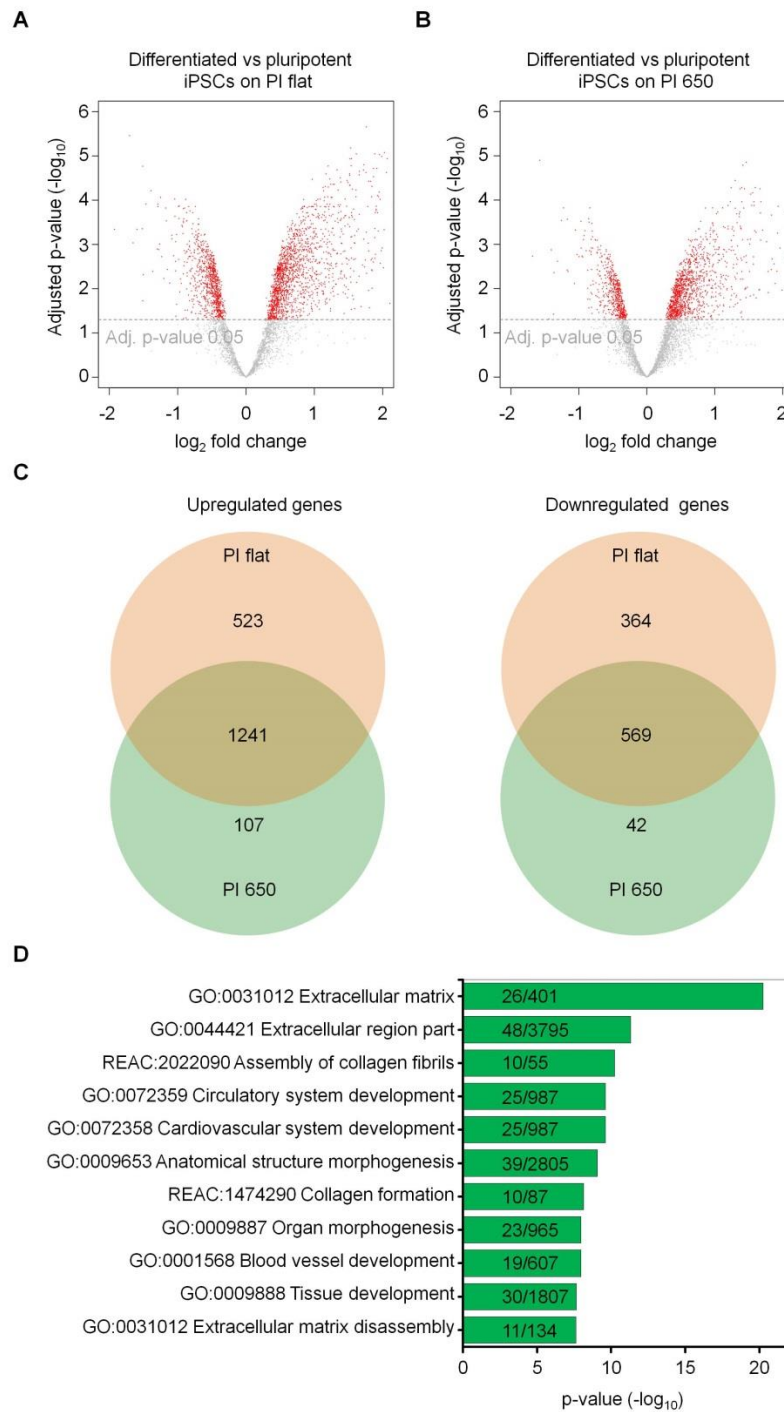 A
Differentiated vs pluripotent
iPSCs on PI flat
Adjusted p-value (-log₁₀)
6
5
4
3
2
1
0
Adj. p-value 0.05
-2 -1 0 1 2
log₂ fold change
B
Differentiated vs pluripotent
iPSCs on PI 650
Adjusted p-value (-log₁₀)
6
5
4
3
2
1
0
Adj. p-value 0.05
-2 -1 0 1 2
log₂ fold change
C
Upregulated genes
PI flat
523
1241
107
PI 650
Downregulated genes
PI flat
364
569
42
PI 650
D
GO:0031012 Extracellular matrix 26/401
GO:0044421 Extracellular region part 48/3795
REAC:2022090 Assembly of collagen fibrils 10/55
GO:0072359 Circulatory system development 25/987
GO:0072358 Cardiovascular system development 25/987
GO:0009653 Anatomical structure morphogenesis 39/2805
REAC:1474290 Collagen formation 10/87
GO:0009887 Organ morphogenesis 23/965
GO:0001568 Blood vessel development 19/607
GO:0009888 Tissue development 30/1807
GO:0031012 Extracellular matrix disassembly 11/134
0 5 10 15 20
p-value (-log₁₀)